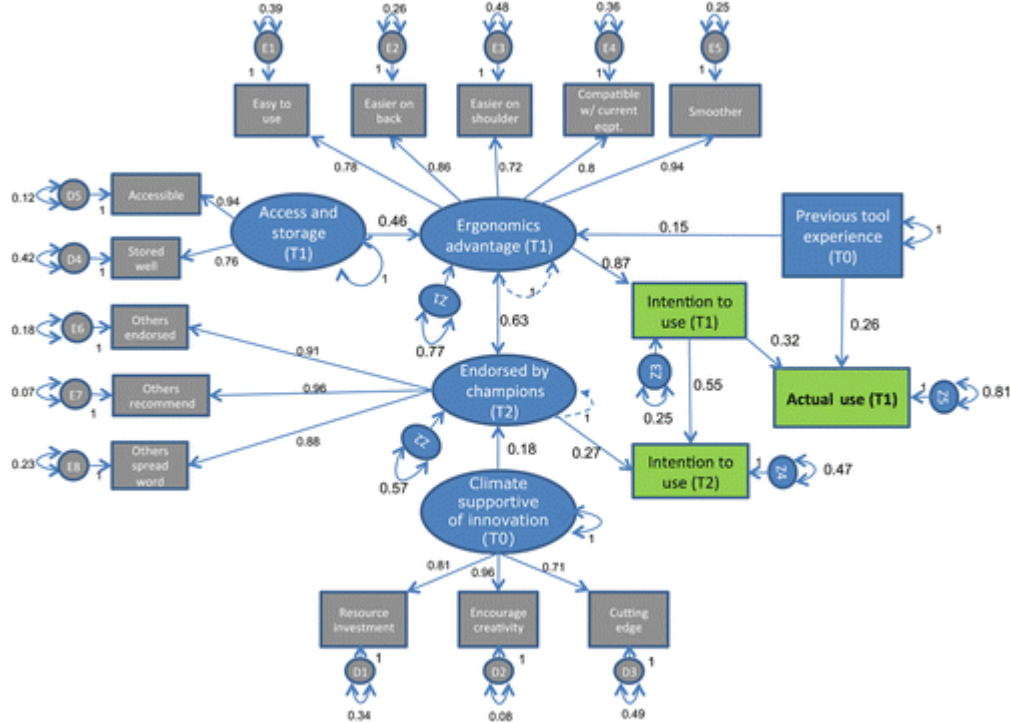 0.39
0.26
0.48
0.36
0.25
E1
E2
E3
E4
E5
1
1
1
1
1
Easy to
use
Easier on
back
Easier on
shoulder
Compatible
w/ current
eqpt.
Smoother
0.78
0.86
0.72
0.8
0.94
0.12
D5
1
Accessible
0.94
0.42
D4
1
Stored
well
0.76
Access and
storage
(T1)
1
0.46
Ergonomics
advantage (T1)
1
Z1
0.77
0.15
Previous tool
experience
(T0)
1
0.87
0.63
0.26
Intention to
use (T1)
0.32
E2
0.25
0.55
0.18
E6
1
Others
endorsed
0.91
0.07
E7
1
Others
recommend
0.96
0.23
E8
1
Others
spread
word
0.88
Endorsed by
champions
(T2)
1
Z2
0.57
0.27
0.18
Actual use (T1)
1
Z5
0.81
Intention to
use (T2)
1
Z4
0.47
Climate
supportive
of innovation
(T0)
1
0.81
0.96
0.71
Resource
investment
Encourage
creativity
Cutting
edge
1
1
1
D1
D2
D3
0.34
0.08
0.49